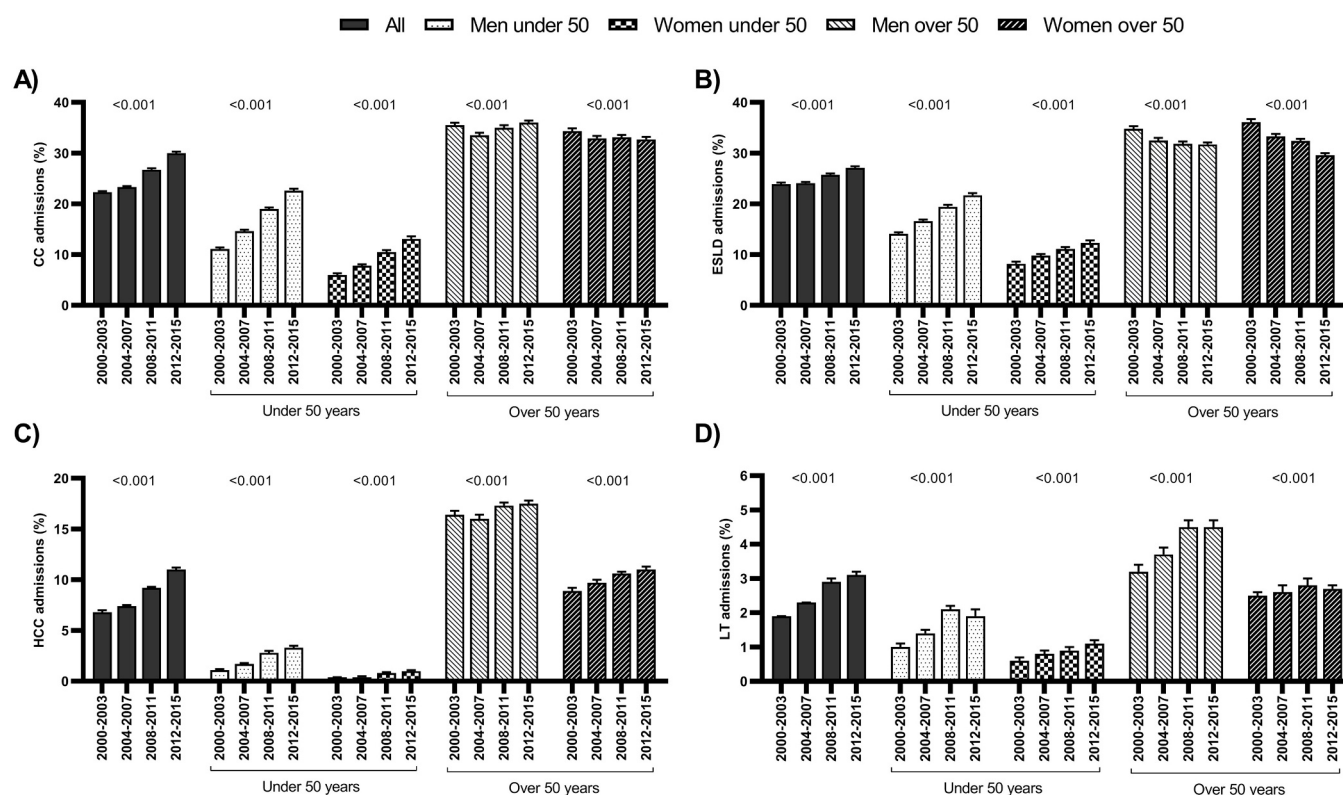 All Men under 50 Women under 50 Men over 50 Women over 50
A)
CC admissions (%)
40
30
20
10
0
<0.001 <0.001 <0.001 <0.001 <0.001
2000-2003 2004-2007 2008-2011 2012-2015 2000-2003 2004-2007 2008-2011 2012-2015 2000-2003 2004-2007 2008-2011 2012-2015 2000-2003 2004-2007 2008-2011 2012-2015 2000-2003 2004-2007 2008-2011 2012-2015
Under 50 years Over 50 years
B)
ESLD admissions (%)
40
30
20
10
0
<0.001 <0.001 <0.001 <0.001 <0.001
2000-2003 2004-2007 2008-2011 2012-2015 2000-2003 2004-2007 2008-2011 2012-2015 2000-2003 2004-2007 2008-2011 2012-2015 2000-2003 2004-2007 2008-2011 2012-2015 2000-2003 2004-2007 2008-2011 2012-2015
Under 50 years Over 50 years
C)
HCC admissions (%)
20
15
10
5
0
<0.001 <0.001 <0.001 <0.001 <0.001
2000-2003 2004-2007 2008-2011 2012-2015 2000-2003 2004-2007 2008-2011 2012-2015 2000-2003 2004-2007 2008-2011 2012-2015 2000-2003 2004-2007 2008-2011 2012-2015 2000-2003 2004-2007 2008-2011 2012-2015
Under 50 years Over 50 years
D)
LT admissions (%)
6
5
4
3
2
1
0
<0.001 <0.001 <0.001 <0.001 <0.001
2000-2003 2004-2007 2008-2011 2012-2015 2000-2003 2004-2007 2008-2011 2012-2015 2000-2003 2004-2007 2008-2011 2012-2015 2000-2003 2004-2007 2008-2011 2012-2015 2000-2003 2004-2007 2008-2011 2012-2015
Under 50 years Over 50 years